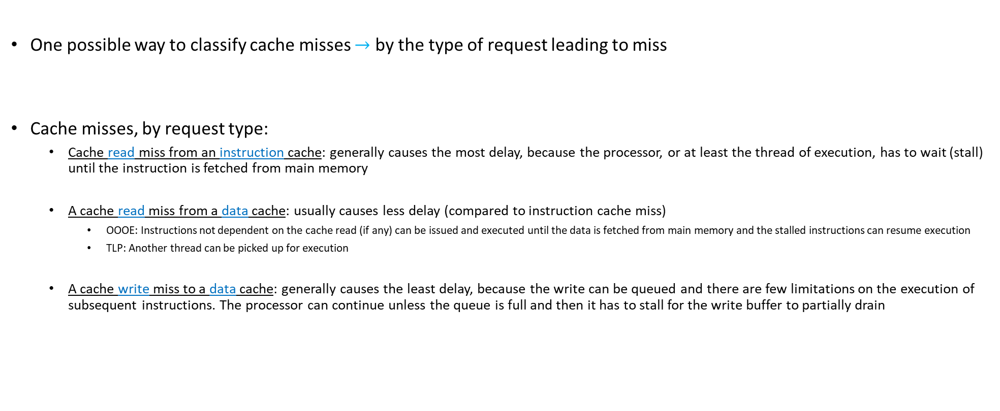 • One possible way to classify cache misses → by the type of request leading to miss
• Cache misses, by request type:
• Cache read miss from an instruction cache: generally causes the most delay, because the processor, or at least the thread of execution, has to wait (stall)
until the instruction is fetched from main memory
• A cache read miss from a data cache: usually causes less delay (compared to instruction cache miss)
• OOOE: Instructions not dependent on the cache read (if any) can be issued and executed until the data is fetched from main memory and the stalled instructions can resume execution
• TLP: Another thread can be picked up for execution
• A cache write miss to a data cache: generally causes the least delay, because the write can be queued and there are few limitations on the execution of
subsequent instructions. The processor can continue unless the queue is full and then it has to stall for the write buffer to partially drain